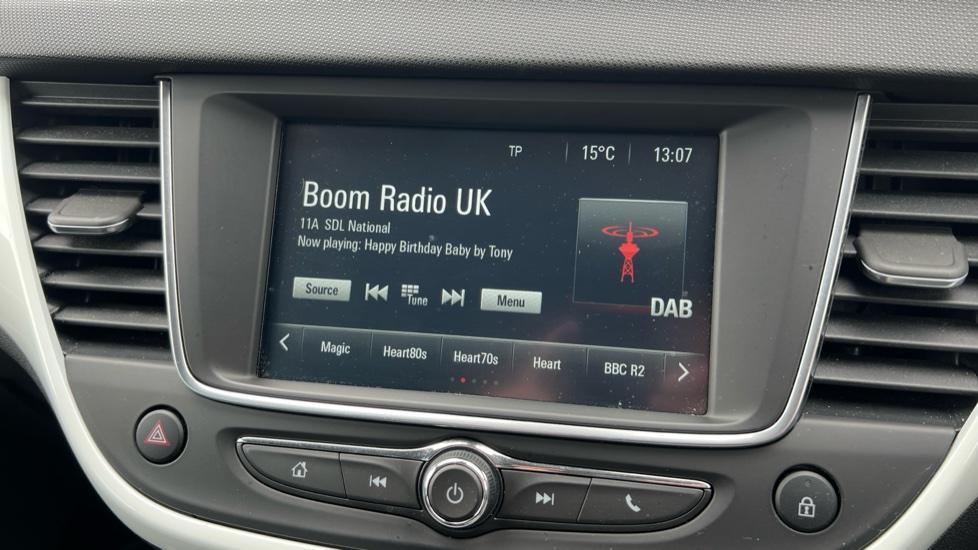 TP 15°C 13:07
Boom Radio UK
11A SDL National
Now playing: Happy Birthday Baby by Tony
Source Tune Menu
DAB
Magic Heart80s Heart70s Heart BBC R2